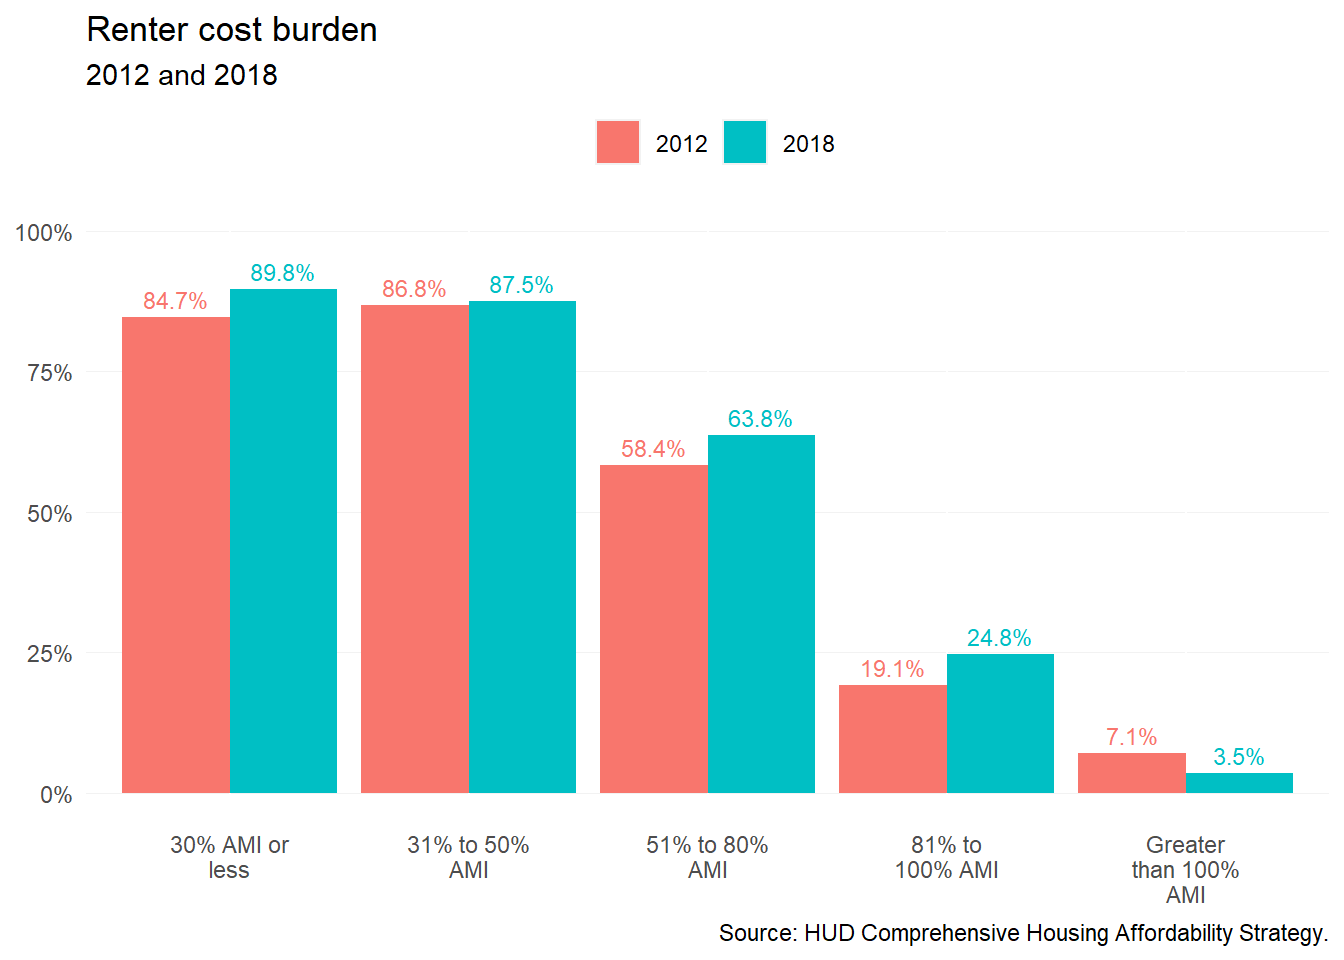 Renter cost burden
2012 and 2018
2012
2018
100%
75%
50%
25%
0%
84.7%
89.8%
86.8%
87.5%
58.4%
63.8%
19.1%
24.8%
7.1%
3.5%
30% AMI or
less
31% to 50%
AMI
51% to 80%
AMI
81% to
100% AMI
Greater
than 100%
AMI
Source: HUD Comprehensive Housing Affordability Strategy.